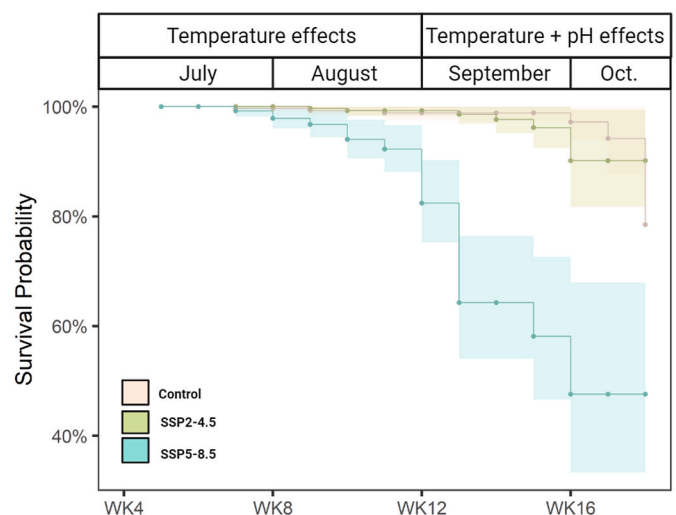 Temperature effects Temperature + pH effects
July August September Oct.
100%
80%
60%
40%
Survival Probability
Control
SSP2-4.5
SSP5-8.5
WK4 WK8 WK12 WK16